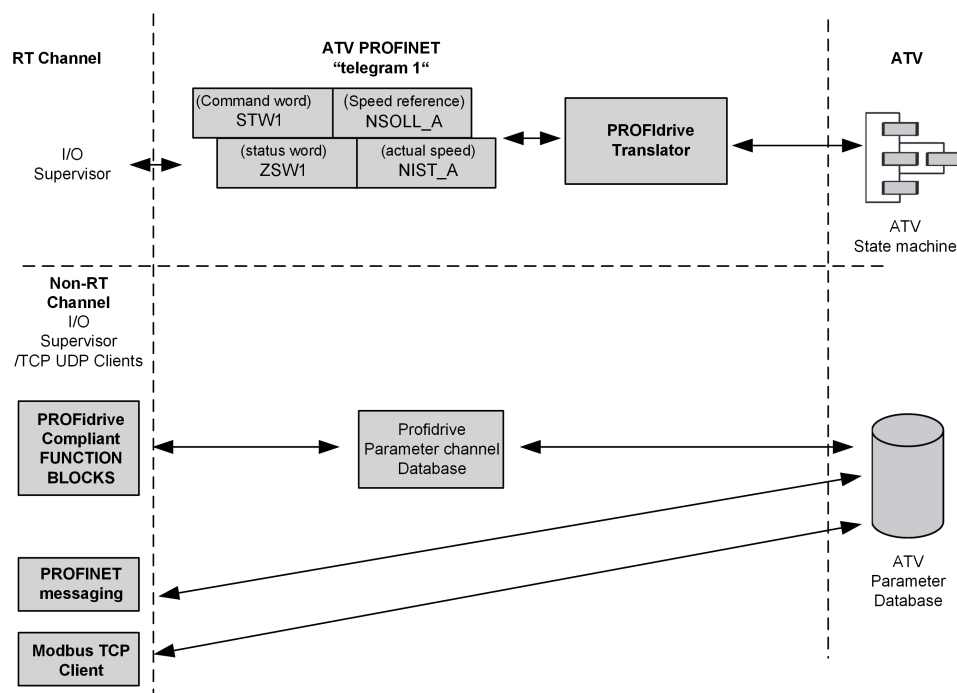 RT Channel
ATV PROFINET
“telegram 1“
ATV
(Command word)
STW1
(Speed reference)
NSOLL_A
(status word)
ZSW1
(actual speed)
NIST_A
PROFIdrive
Translator
I/O
Supervisor
ATV
State machine
Non-RT
Channel
I/O
Supervisor
/TCP UDP Clients
PROFidrive
Compliant
FUNCTION
BLOCKS
Profidrive
Parameter channel
Database
ATV
Parameter
Database
PROFINET
messaging
Modbus TCP
Client